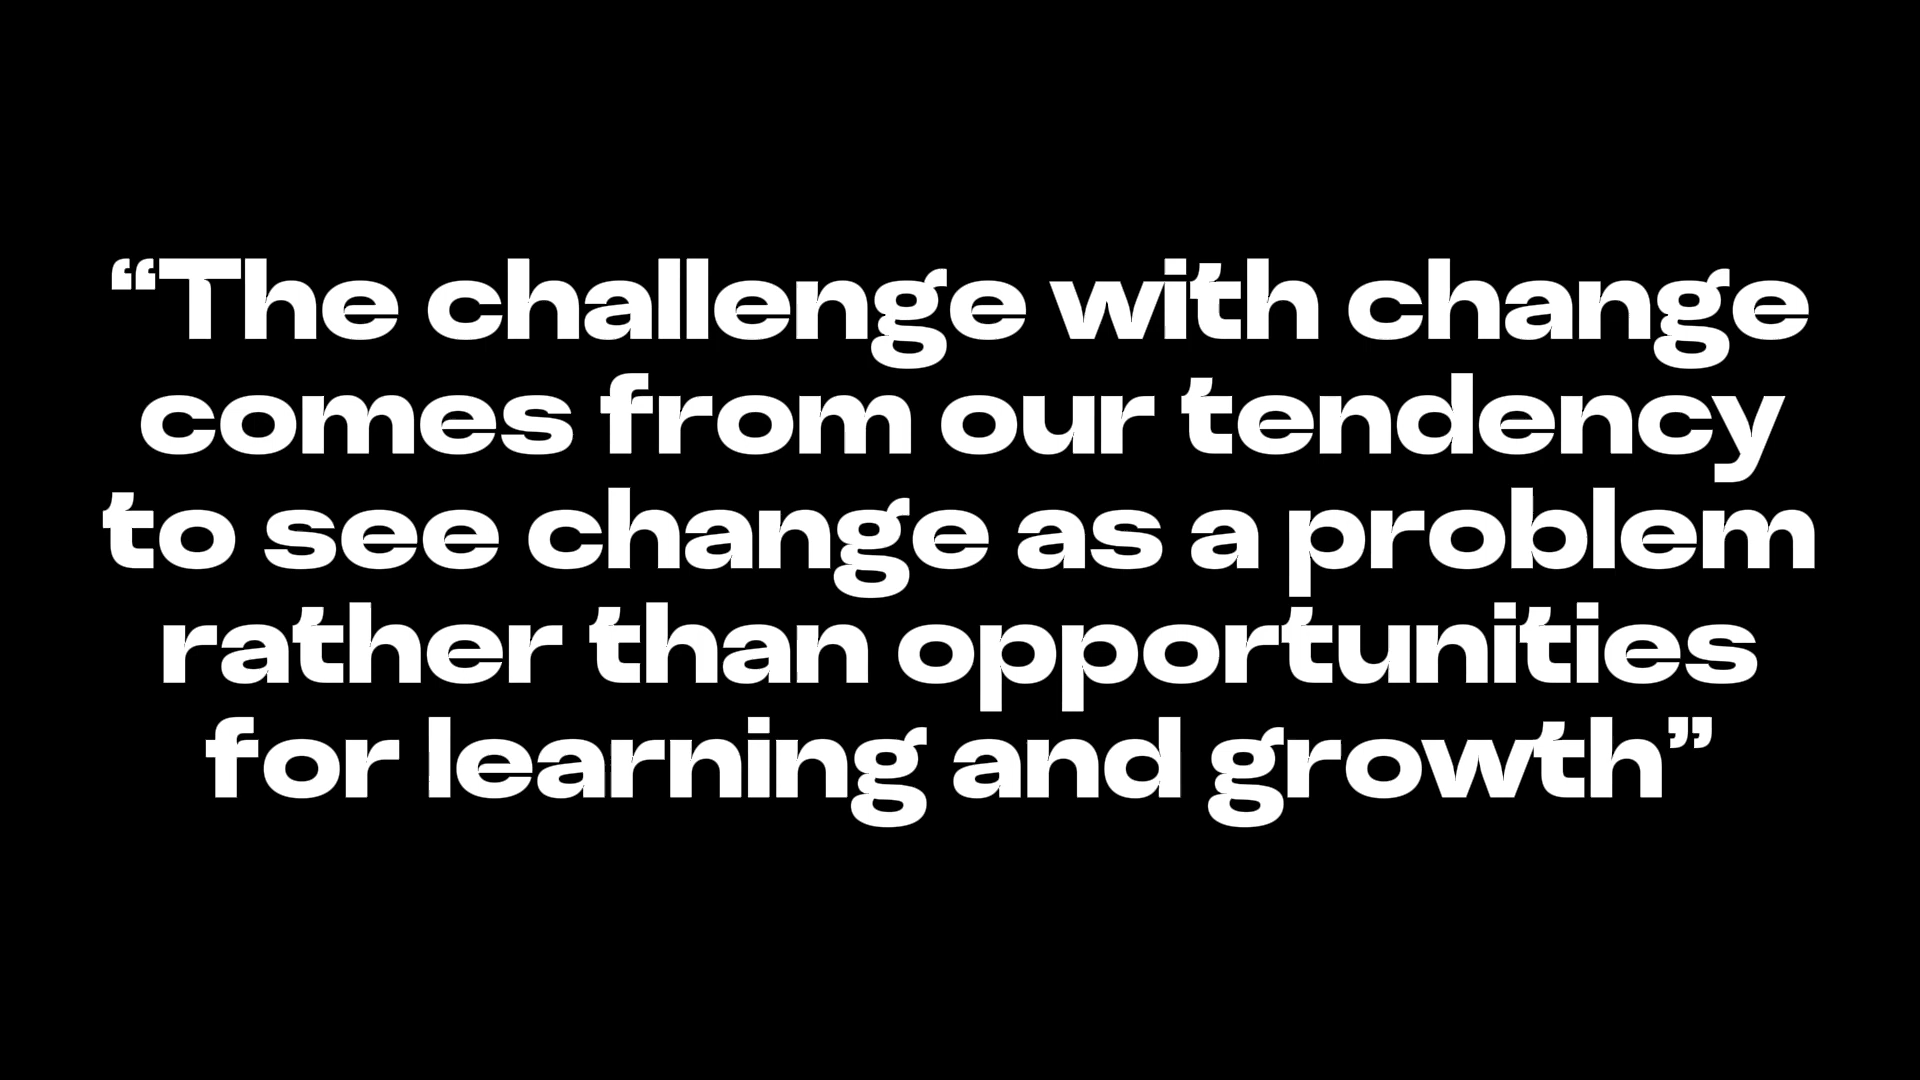 “The challenge with change
comes from our tendency
to see change as a problem
rather than opportunities
for learning and growth”